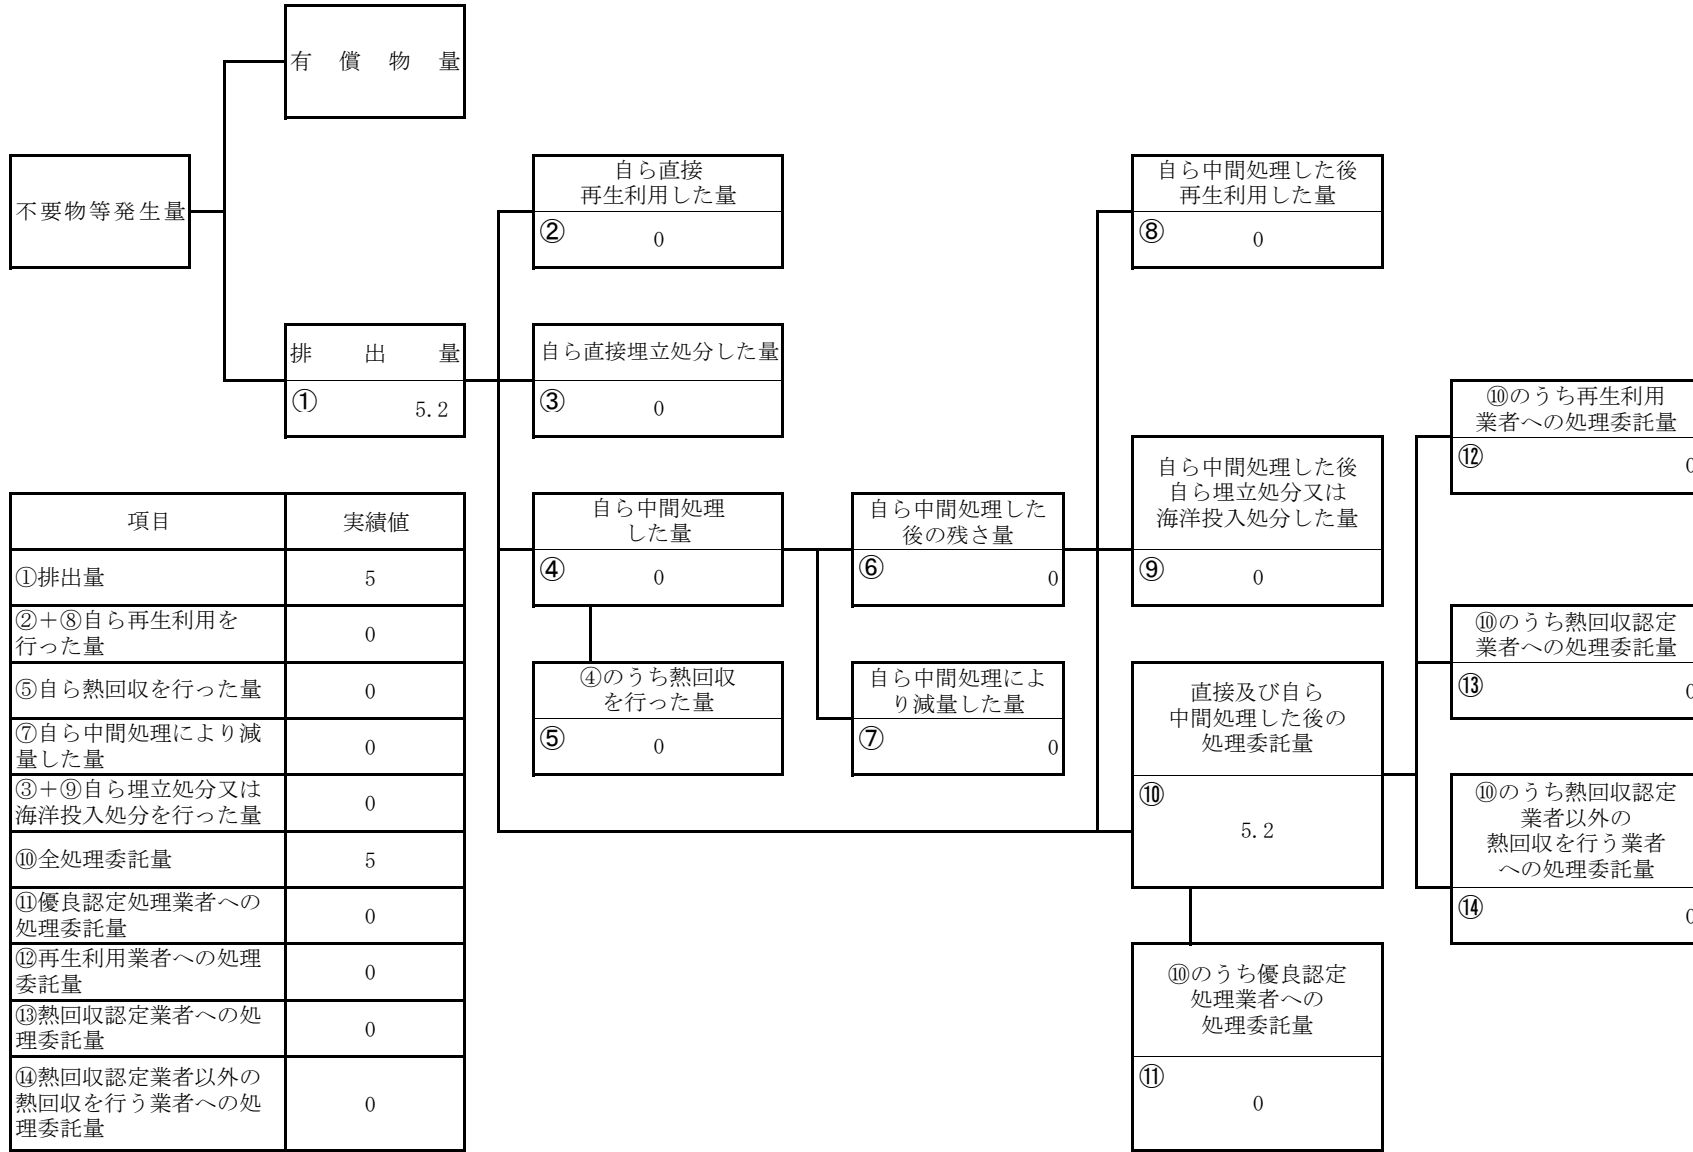 有償物量
不要物等発生量
排出量
① 5.2
自ら直接
再生利用した量
② 0
自ら直接埋立処分した量
③ 0
自ら中間処理
した量
④ 0
④のうち熱回収
を行った量
⑤ 0
自ら中間処理した
後の残さ量
⑥ 0
自ら中間処理によ
り減量した量
⑦ 0
自ら中間処理した後
再生利用した量
⑧ 0
自ら中間処理した後
自ら埋立処分又は
海洋投入処分した量
⑨ 0
直接及び自ら
中間処理した後の
処理委託量
⑩
5.2
⑩のうち優良認定
処理業者への
処理委託量
⑪
0
⑩のうち再生利用
業者への処理委託量
⑫ 0
⑩のうち熱回収認定
業者への処理委託量
⑬ 0
⑩のうち熱回収認定
業者以外の
熱回収を行う業者
への処理委託量
⑭ 0
項目 実績値
①排出量 5
②+⑧自ら再生利用を
行った量 0
⑤自ら熱回収を行った量 0
⑦自ら中間処理により減
量した量 0
③+⑨自ら埋立処分又は
海洋投入処分を行った量 0
⑩全処理委託量 5
⑪優良認定処理業者への
処理委託量 0
⑫再生利用業者への処理
委託量 0
⑬熱回収認定業者への処
理委託量 0
⑭熱回収認定業者以外の
熱回収を行う業者への処
理委託量 0